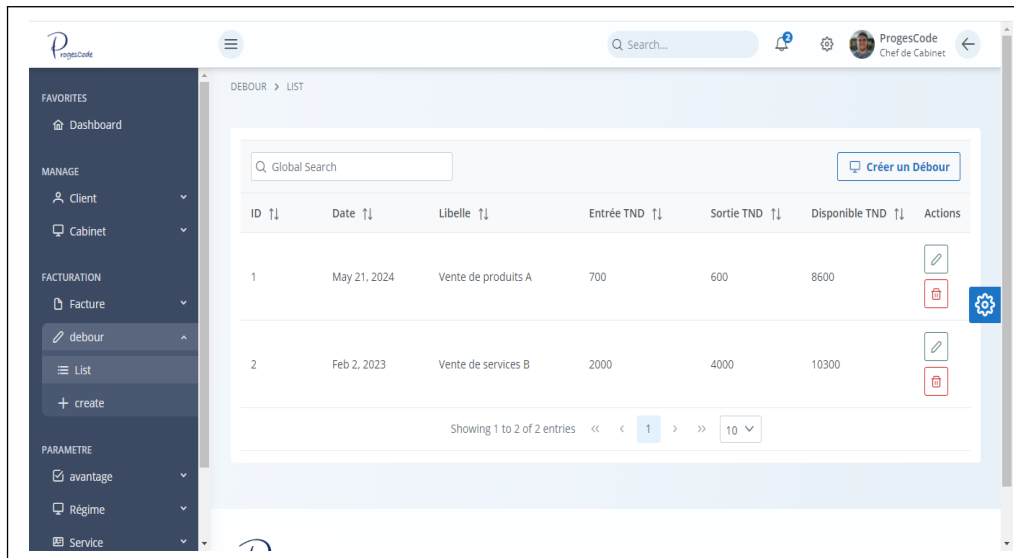 ProgesCode
Search...
2
ProgesCode
Chef de Cabinet
FAVORITES
Dashboard
MANAGE
Client
Cabinet
FACTURATION
Facture
debour
List
create
PARAMETRE
avantage
Régime
Service
DEBOUR > LIST
Global Search
Créer un Débour
ID Date Libelle Entrée TND Sortie TND Disponible TND Actions
1 May 21, 2024 Vente de produits A 700 600 8600
2 Feb 2, 2023 Vente de services B 2000 4000 10300
Showing 1 to 2 of 2 entries « ‹ 1 › » 10